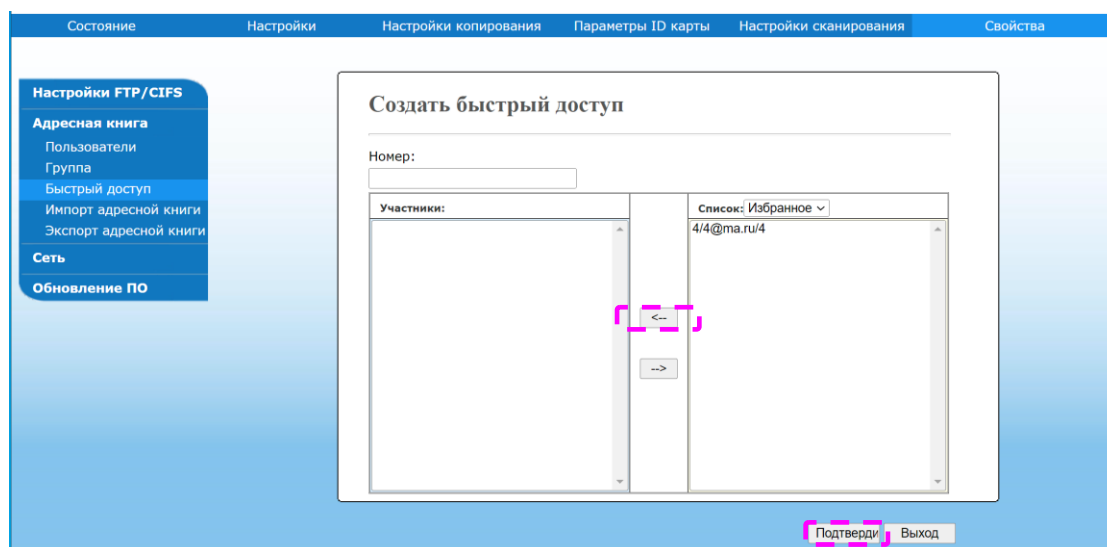 Состояние Настройки Настройки копирования Параметры ID карты Настройки сканирования Свойства
Настройки FTP/CIFS
Адресная книга
Пользователи
Группа
Быстрый доступ
Импорт адресной книги
Экспорт адресной книги
Сеть
Обновление ПО
Создать быстрый доступ
Номер:
Участники:
Список: Избранное
4/4@ma.ru/4
<--
-->
Подтверди Выход